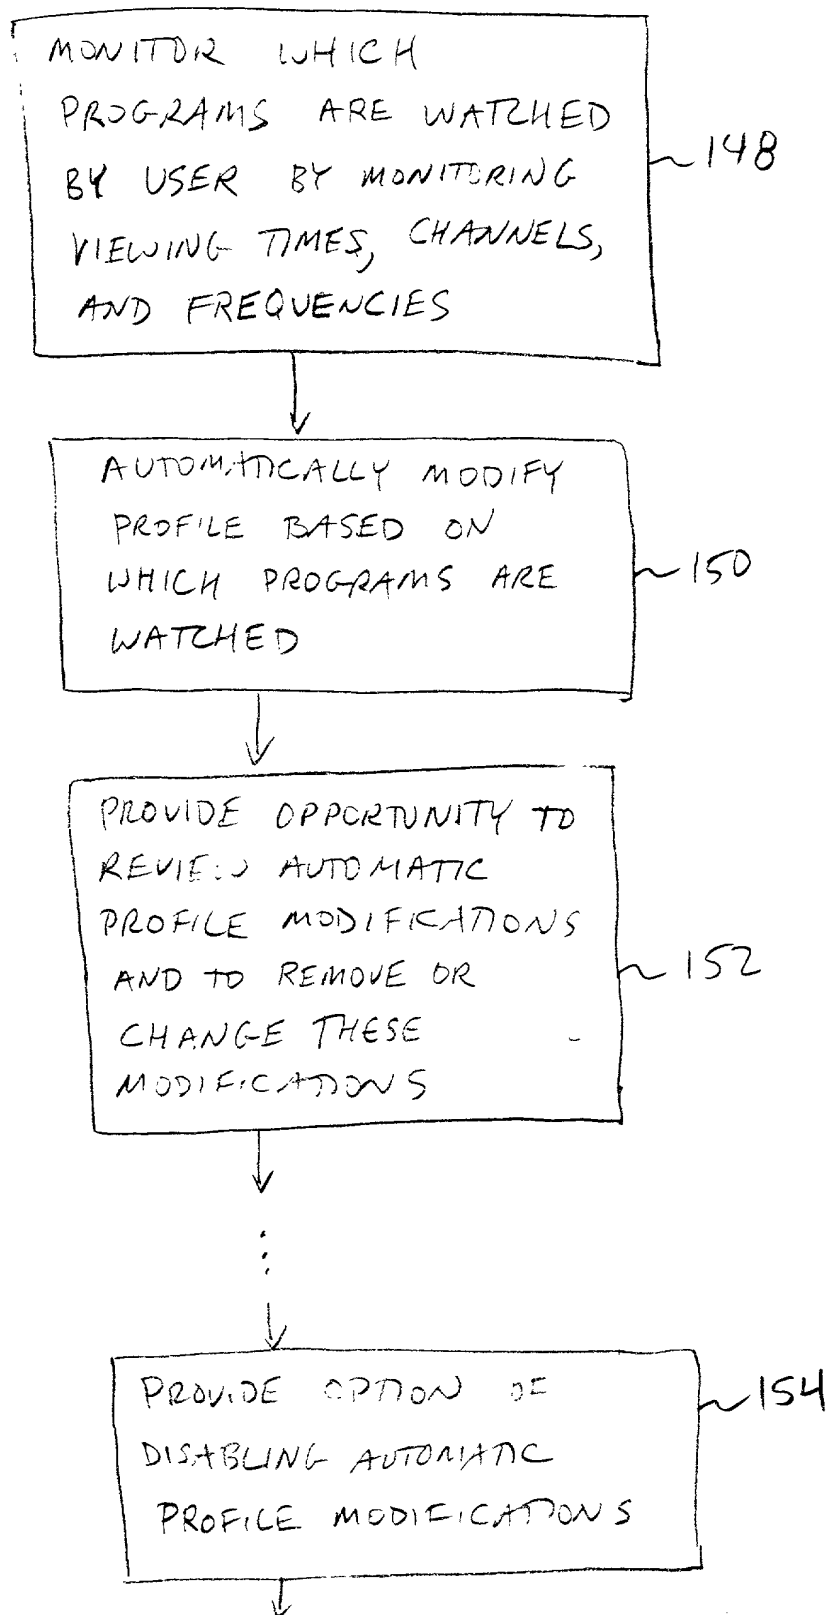 MONITOR WHICH
PROGRAMS ARE WATCHED
BY USER BY MONITORING
VIEWING TIMES, CHANNELS,
AND FREQUENCIES
148
AUTOMATICALLY MODIFY
PROFILE BASED ON
WHICH PROGRAMS ARE
WATCHED
150
PROVIDE OPPORTUNITY TO
REVIEW AUTOMATIC
PROFILE MODIFICATIONS
AND TO REMOVE OR
CHANGE THESE
MODIFICATIONS
152
PROVIDE OPTION OF
DISABLING AUTOMATIC
PROFILE MODIFICATIONS
154